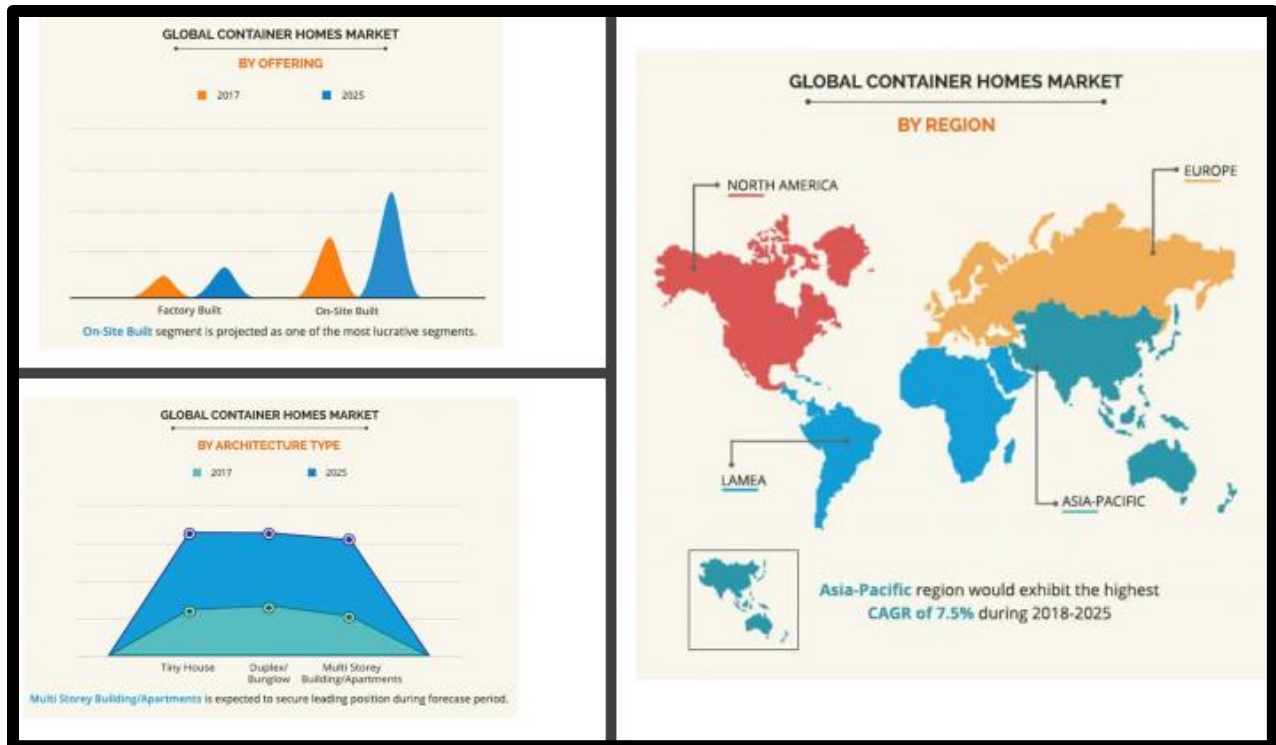 GLOBAL CONTAINER HOMES MARKET
BY OFFERING
2017 2025
Factory Built On-Site Built
On-Site Built segment is projected as one of the most lucrative segments.
GLOBAL CONTAINER HOMES MARKET
BY ARCHITECTURE TYPE
2017 2025
Tiny House Duplex/ Multi Storey
Bunglow Building/Apartments
Multi Storey Building/Apartments is expected to secure leading position during forecase period.
GLOBAL CONTAINER HOMES MARKET
BY REGION
EUROPE
NORTH AMERICA
LAMEA
ASIA-PACIFIC
Asia-Pacific region would exhibit the highest
CAGR of 7.5% during 2018-2025